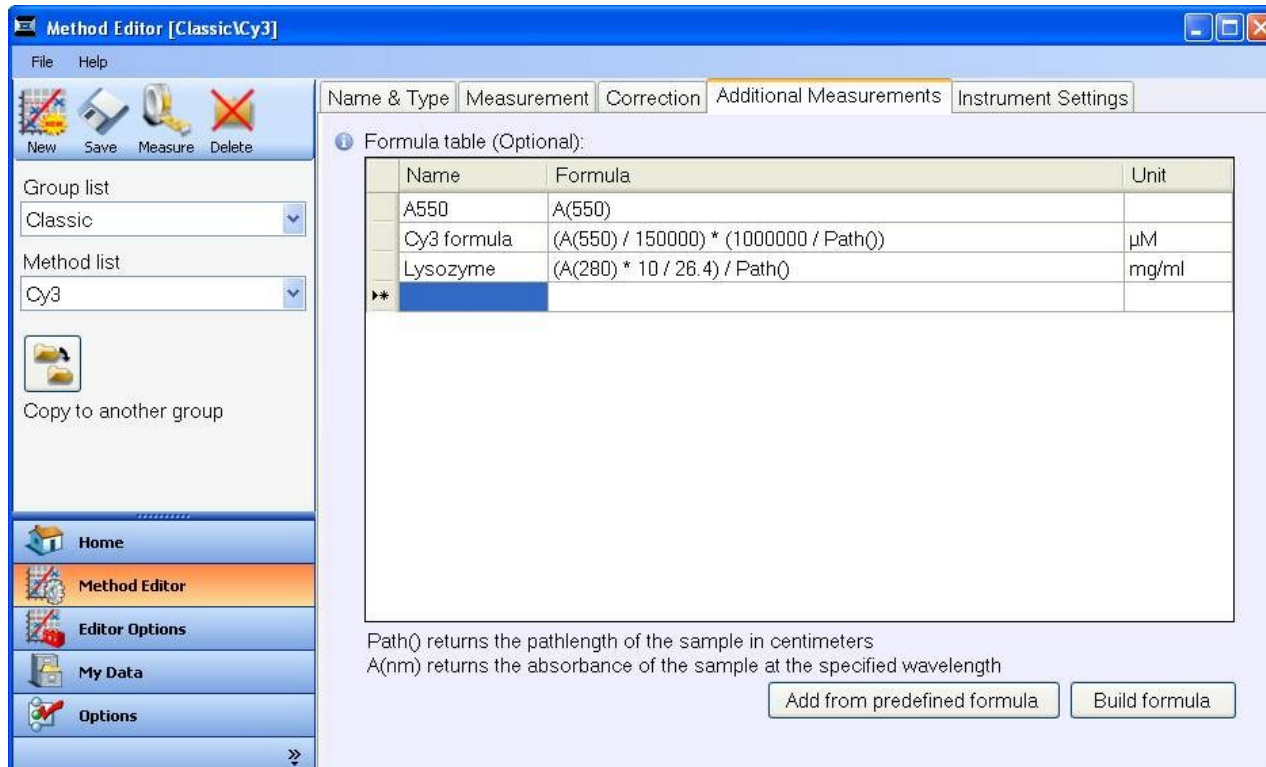 Method Editor [Classic\Cy3]
File Help
New Save Measure Delete
Group list
Classic
Method list
Cy3
Copy to another group
Home
Method Editor
Editor Options
My Data
Options
Name & Type Measurement Correction Additional Measurements Instrument Settings
Formula table (Optional):
Name Formula Unit
A550 A(550)
Cy3 formula (A(550) / 150000) * (1000000 / Path()) µM
Lysozyme (A(280) * 10 / 26.4) / Path() mg/ml
Path() returns the pathlength of the sample in centimeters
A(nm) returns the absorbance of the sample at the specified wavelength
Add from predefined formula Build formula